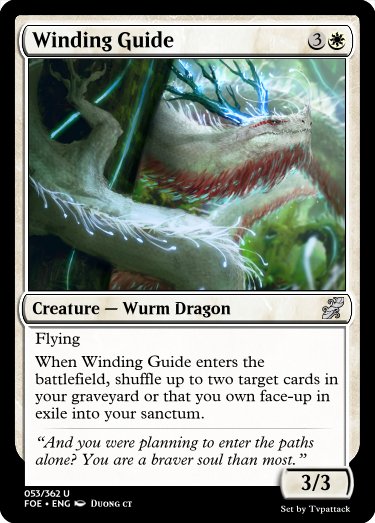 Winding Guide 3
Creature — Wurm Dragon
Flying
When Winding Guide enters the
battlefield, shuffle up to two target cards in
your graveyard or that you own face-up in
exile into your sanctum.
“And you were planning to enter the paths
alone? You are a braver soul than most.”
3/3
053/362 U
FOE • ENG Duong ct
Set by Tvpattack